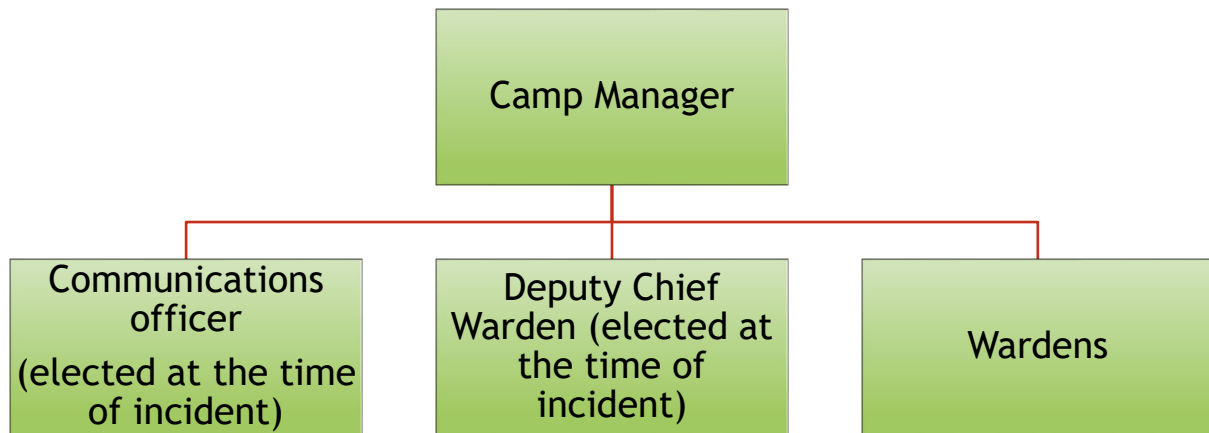 Camp Manager
Communications
officer
(elected at the time
of incident)
Deputy Chief
Warden (elected at
the time of
incident)
Wardens